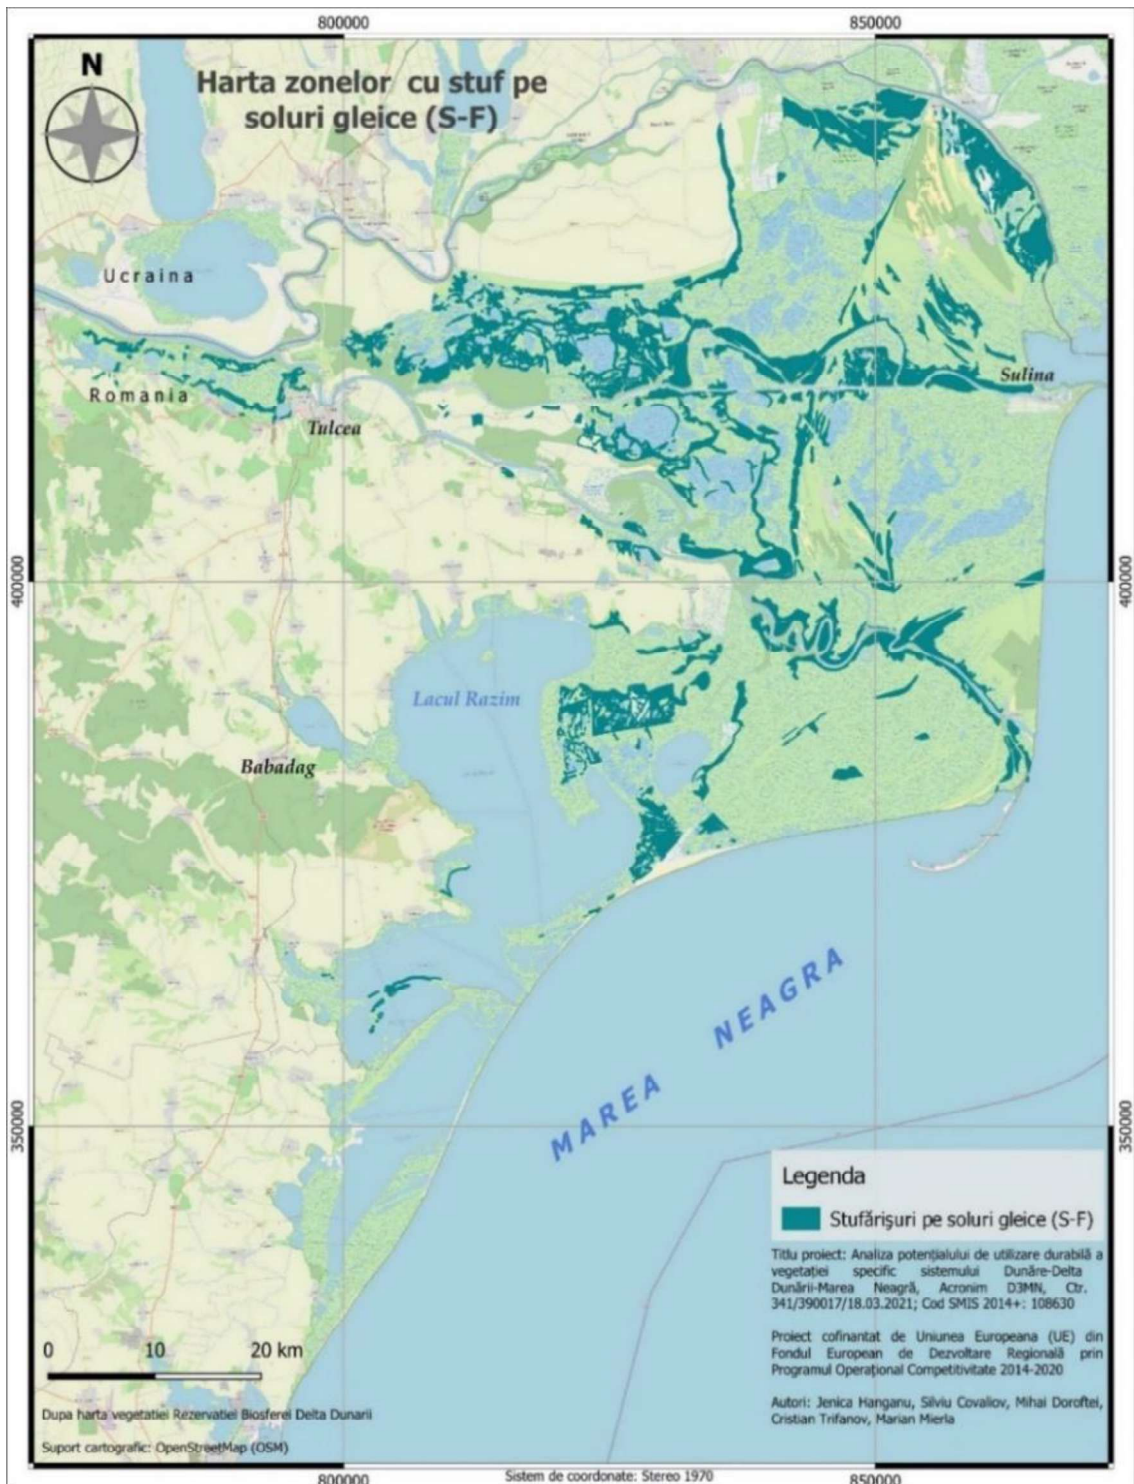 800000
850000
N
Harta zonelor cu stuf pe
soluri gleice (S-F)
Ucraina
Romania
Sulina
Tulcea
400000
400000
Lacul Razim
Babadag
MAREA NEAGRA
350000
350000
Legenda
Stufărișuri pe soluri gleice (S-F)
Titlu proiect: Analiza potențialului de utilizare durabilă a
vegetației specific sistemului Dunăre-Delta
Dunării-Marea Neagră, Acronim D3MN, Ctr.
341/390017/18.03.2021; Cod SMIS 2014+: 108630
Proiect cofinantat de Uniunea Europeana (UE) din
Fondul European de Dezvoltare Regională prin
Programul Operațional Competitivitate 2014-2020
Autori: Jenica Hanganu, Silviu Covaliov, Mihai Doroftei,
Cristian Trifanov, Marian Mierla
0 10 20 km
Dupa harta vegetatiei Rezervatiei Biosferei Delta Dunarii
Suport cartografic: OpenStreetMap (OSM)
800000
Sistem de coordonate: Stereo 1970
850000